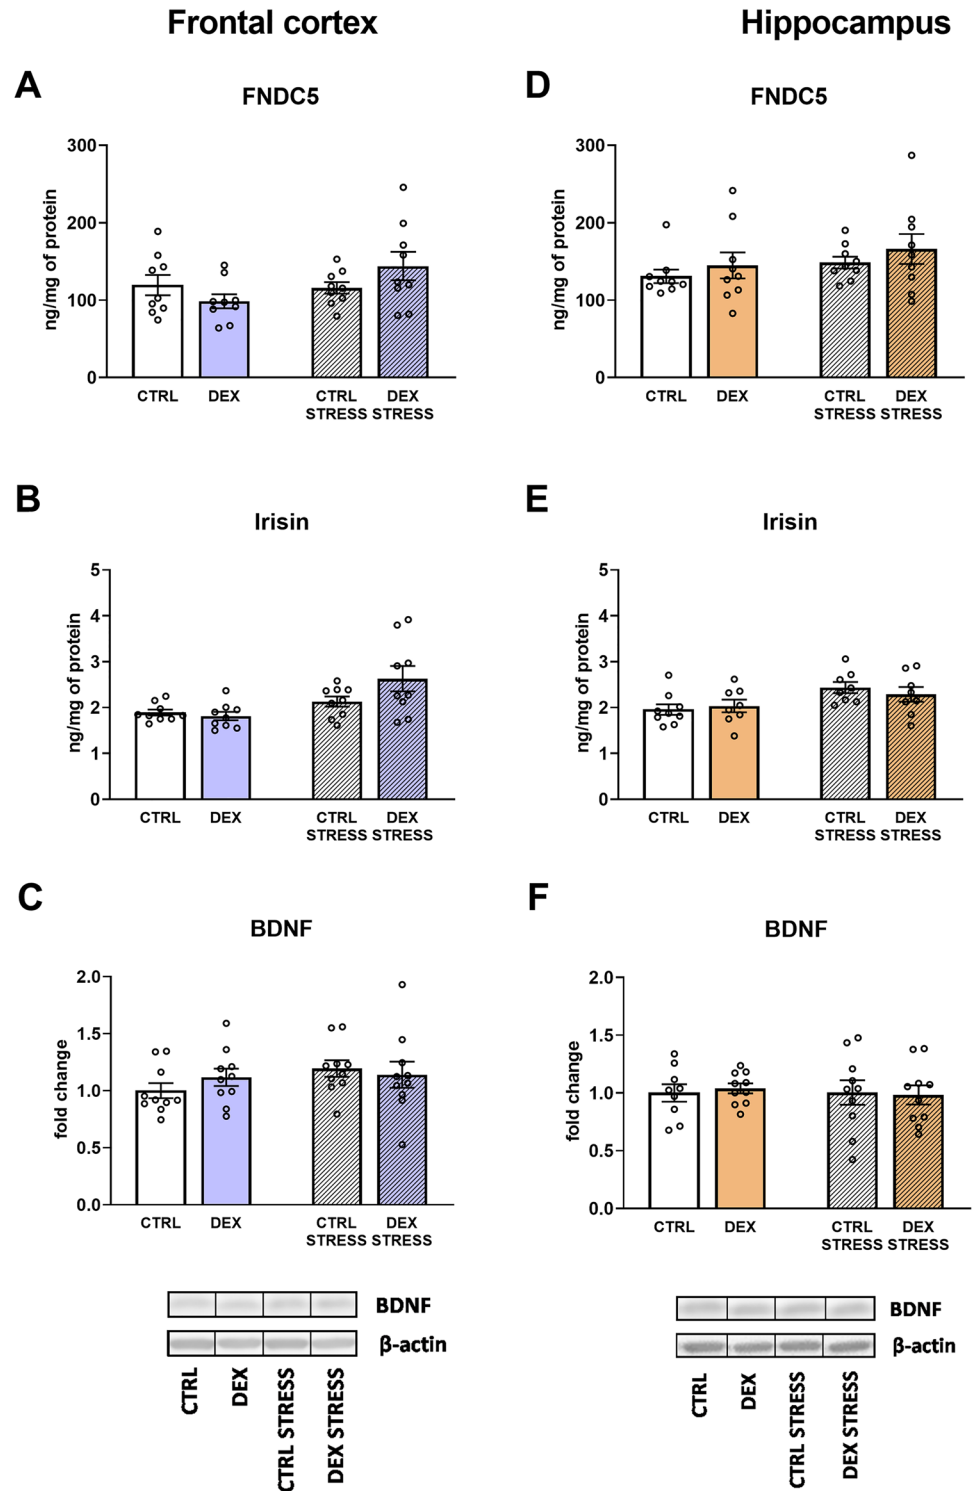 Frontal cortex
Hippocampus
A
FNDC5
ng/mg of protein
300
200
100
0
CTRL
DEX
CTRL
STRESS
DEX
STRESS
D
FNDC5
ng/mg of protein
300
200
100
0
CTRL
DEX
CTRL
STRESS
DEX
STRESS
B
Irisin
ng/mg of protein
5
4
3
2
1
0
CTRL
DEX
CTRL
STRESS
DEX
STRESS
E
Irisin
ng/mg of protein
5
4
3
2
1
0
CTRL
DEX
CTRL
STRESS
DEX
STRESS
C
BDNF
fold change
2.0
1.5
1.0
0.5
0.0
CTRL
DEX
CTRL
STRESS
DEX
STRESS
BDNF
β-actin
CTRL
DEX
CTRL STRESS
DEX STRESS
F
BDNF
fold change
2.0
1.5
1.0
0.5
0.0
CTRL
DEX
CTRL
STRESS
DEX
STRESS
BDNF
β-actin
CTRL
DEX
CTRL STRESS
DEX STRESS